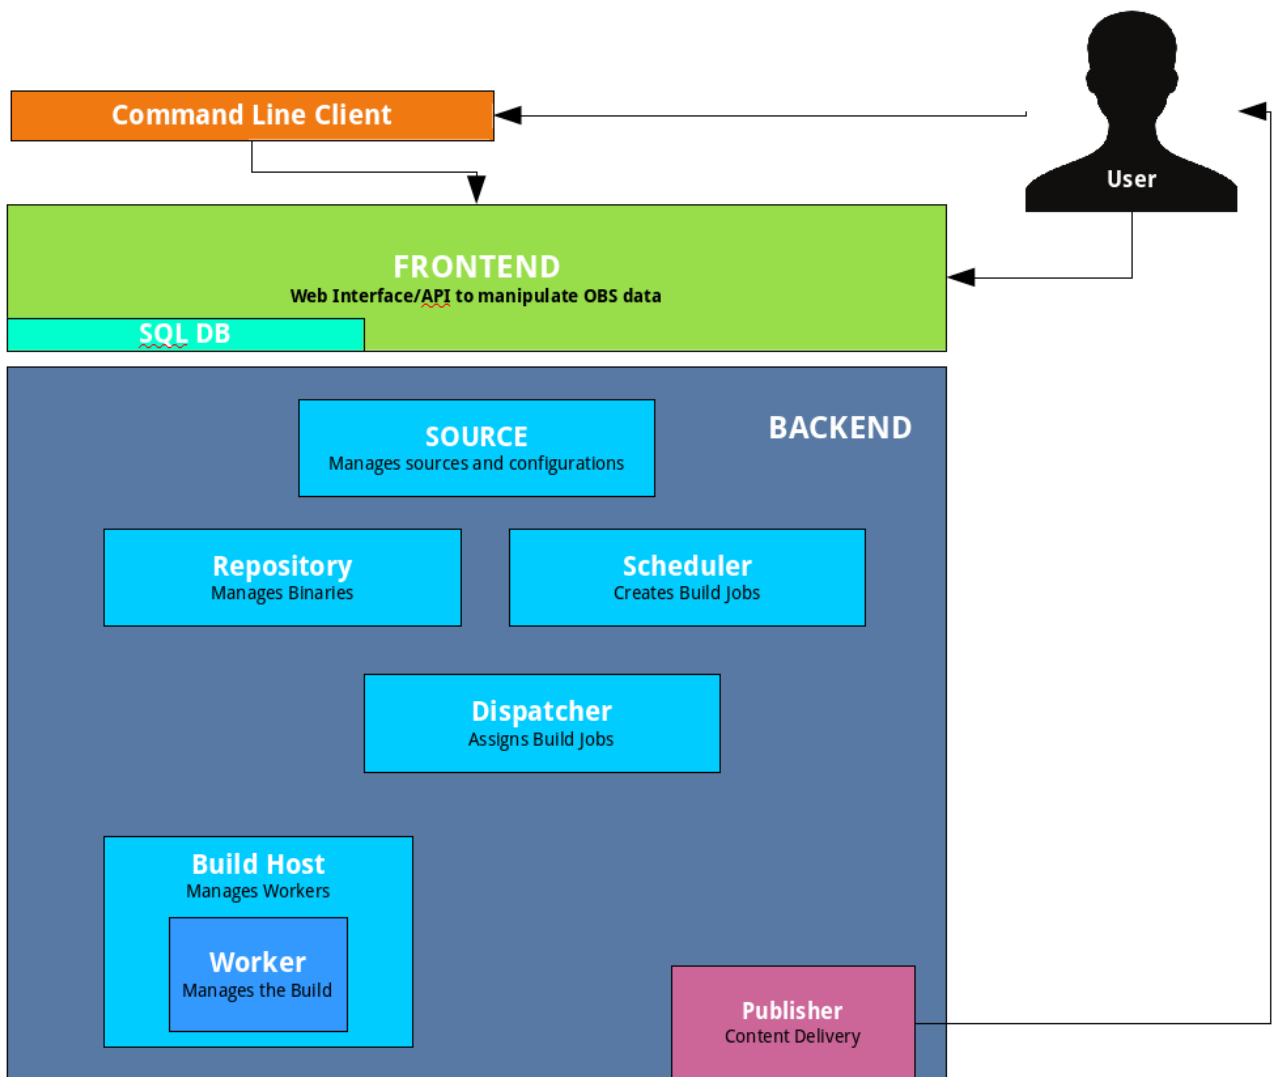 Command Line Client
User
FRONTEND
Web Interface/API to manipulate OBS data
SQL DB
BACKEND
SOURCE
Manages sources and configurations
Repository
Manages Binaries
Scheduler
Creates Build Jobs
Dispatcher
Assigns Build Jobs
Build Host
Manages Workers
Worker
Manages the Build
Publisher
Content Delivery